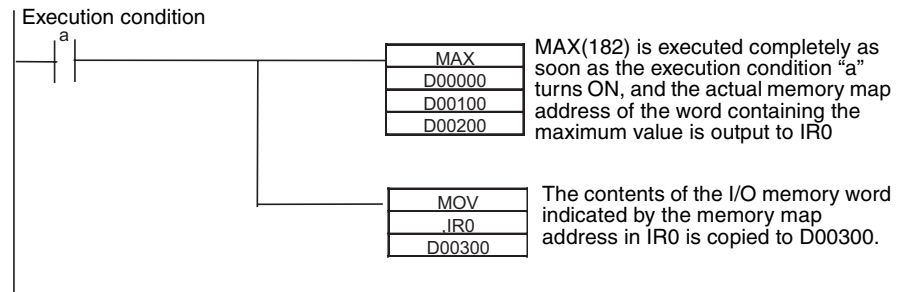 Execution condition
a
MAX
D00000
D00100
D00200
MAX(182) is executed completely as
soon as the execution condition “a”
turns ON, and the actual memory map
address of the word containing the
maximum value is output to IR0
MOV
,IR0
D00300
The contents of the I/O memory word
indicated by the memory map
address in IR0 is copied to D00300.